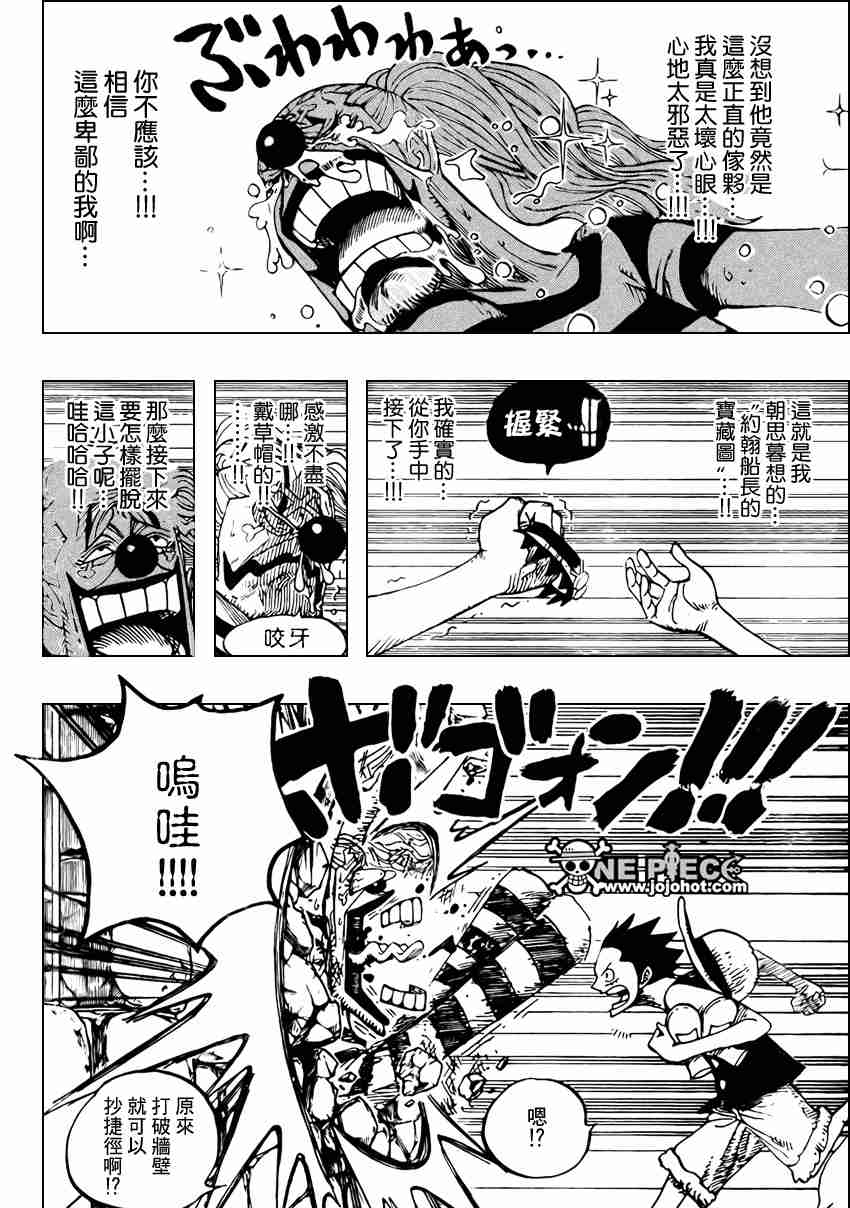 沒想到他竟然是
這麼正直的傢夥…
我真是太壞心眼…!!!
心地太邪惡了…!!!
ぶわわわぁっ…
你不應該…!!!
相信
這麼卑鄙的我啊…
這就是我
朝思暮想的…
“約翰船長的
寶藏圖”…!!
握緊…!!
我確實的…
從你手中
接下了…!!!
感激不盡
哪…!!
戴草帽的!!
……!!
咬牙
那麼接下來
要怎樣擺脫
這小子呢…
哇哈哈哈!!
ボゴォン!!!
嗚哇!!!!
ONE PIECE
www.jojohot.com
嗯!?
原來
打破牆壁
就可以
抄捷徑啊!?